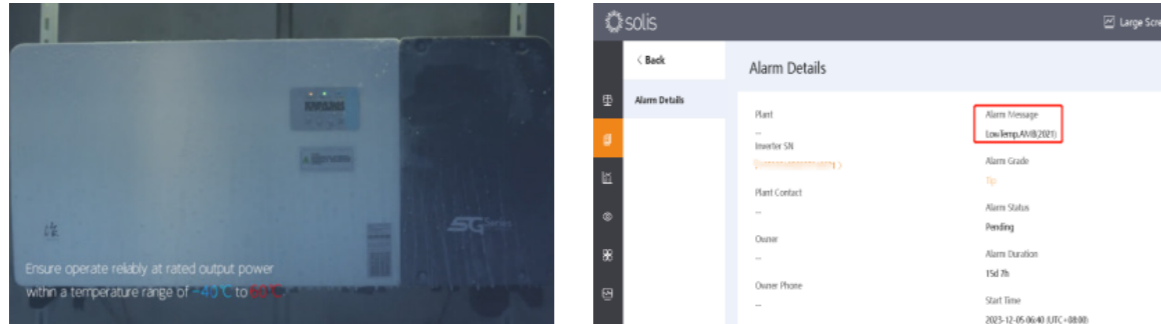 5G Series
Ensure operate reliably at rated output power
within a temperature range of -40°C to 60°C
solis
Large Scre
< Back
Alarm Details
Alarm Details
Plant
--
Inverter SN
Plant Contact
--
Owner
--
Owner Phone
--
Alarm Message
LowTemp.AMB(2021)
Alarm Grade
Tip
Alarm Status
Pending
Alarm Duration
15d 7h
Start Time
2023-12-05 06:40 (UTC+08:00)